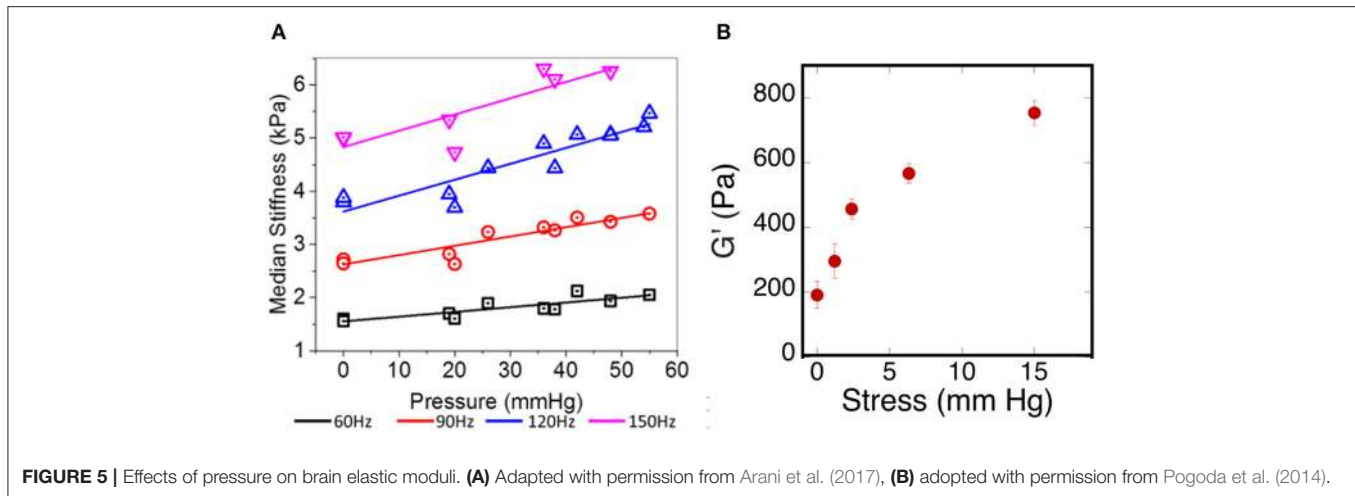 A
B
Median Stiffness (kPa)
6
5
4
3
2
1
0 10 20 30 40 50 60
Pressure (mmHg)
60Hz 90Hz 120Hz 150Hz
G' (Pa)
800
600
400
200
0
0 5 10 15
Stress (mm Hg)
FIGURE 5 | Effects of pressure on brain elastic moduli. (A) Adapted with permission from Arani et al. (2017), (B) adopted with permission from Pogoda et al. (2014).